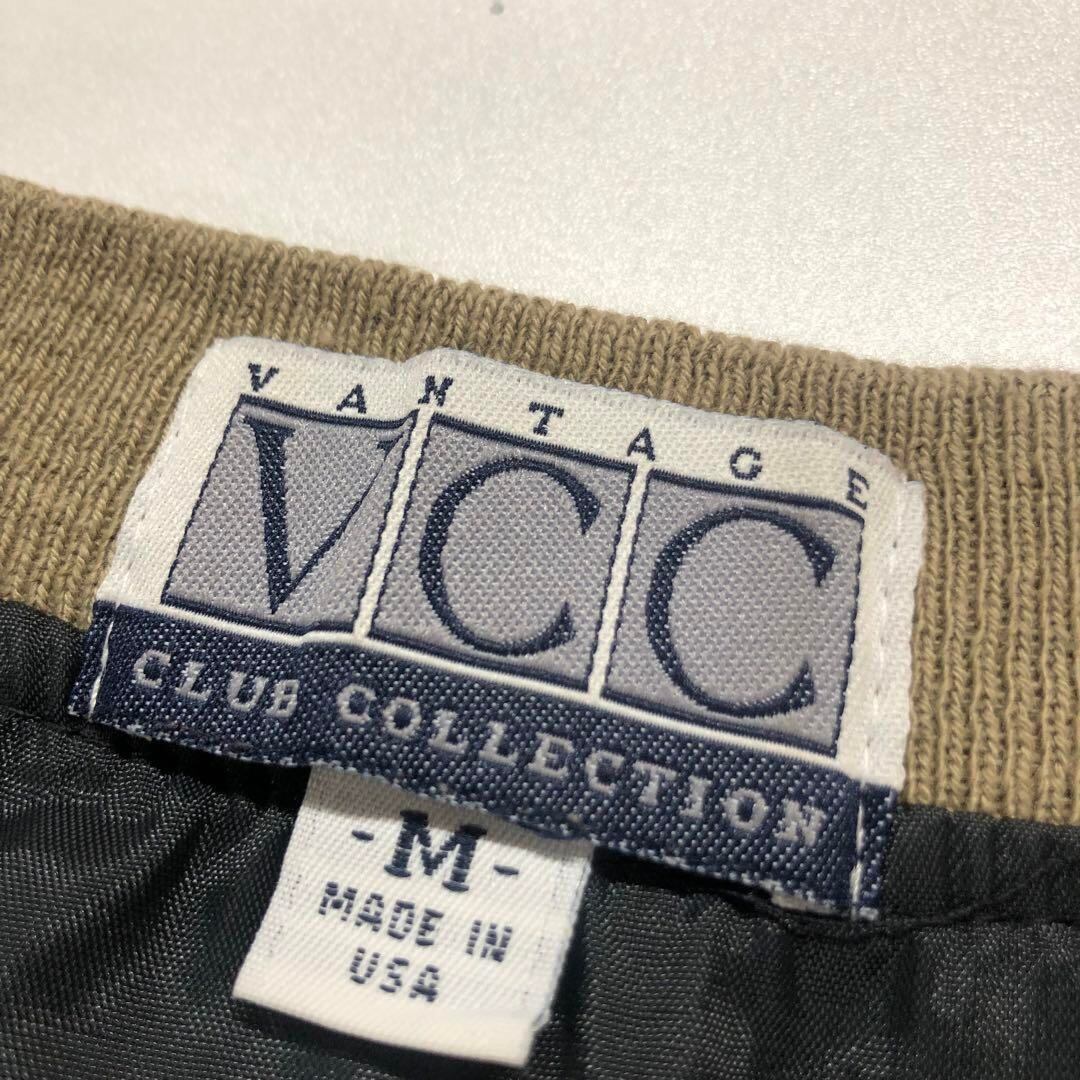 VANTAGE
VCC
CLUB COLLECTION
-M-
MADE IN
USA